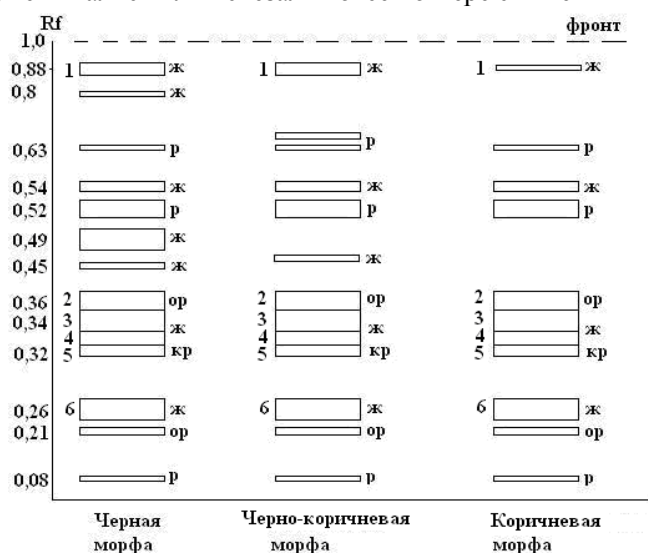 Rf
фронт
1,0
0,88 1 ж 1 ж 1 ж
0,8 ж
0,63 р р р
0,54 ж ж ж
0,52 р р р
0,49 ж
0,45 ж ж
0,36 2 ор 2 ор 2 ор
0,34 3 3 3
ж ж ж
4 4 4
0,32 5 кр 5 кр 5 кр
0,26 6 ж 6 ж 6 ж
0,21 ор ор ор
0,08 р р р
Черная Черно-коричневая Коричневая
морфа морфа морфа